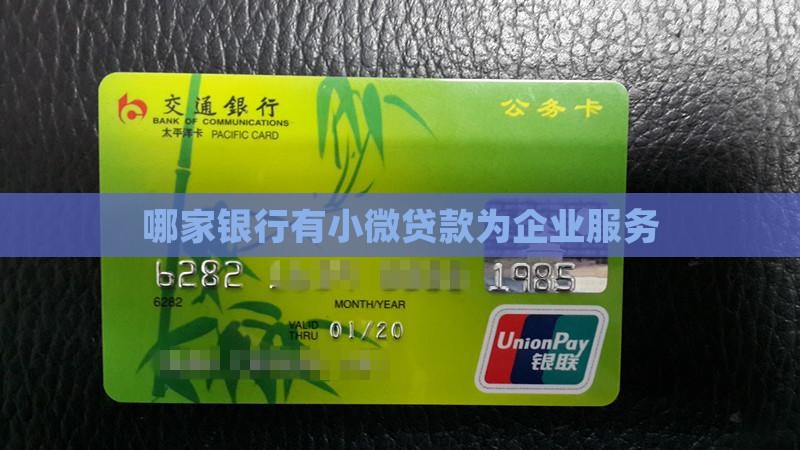 交通銀行
BANK OF COMMUNICATIONS
太平洋卡 PACIFIC CARD
公务卡
哪家银行有小微贷款为企业服务
6282 1985
6282
MONTH/YEAR
VALID THRU 01/20
UnionPay
银联